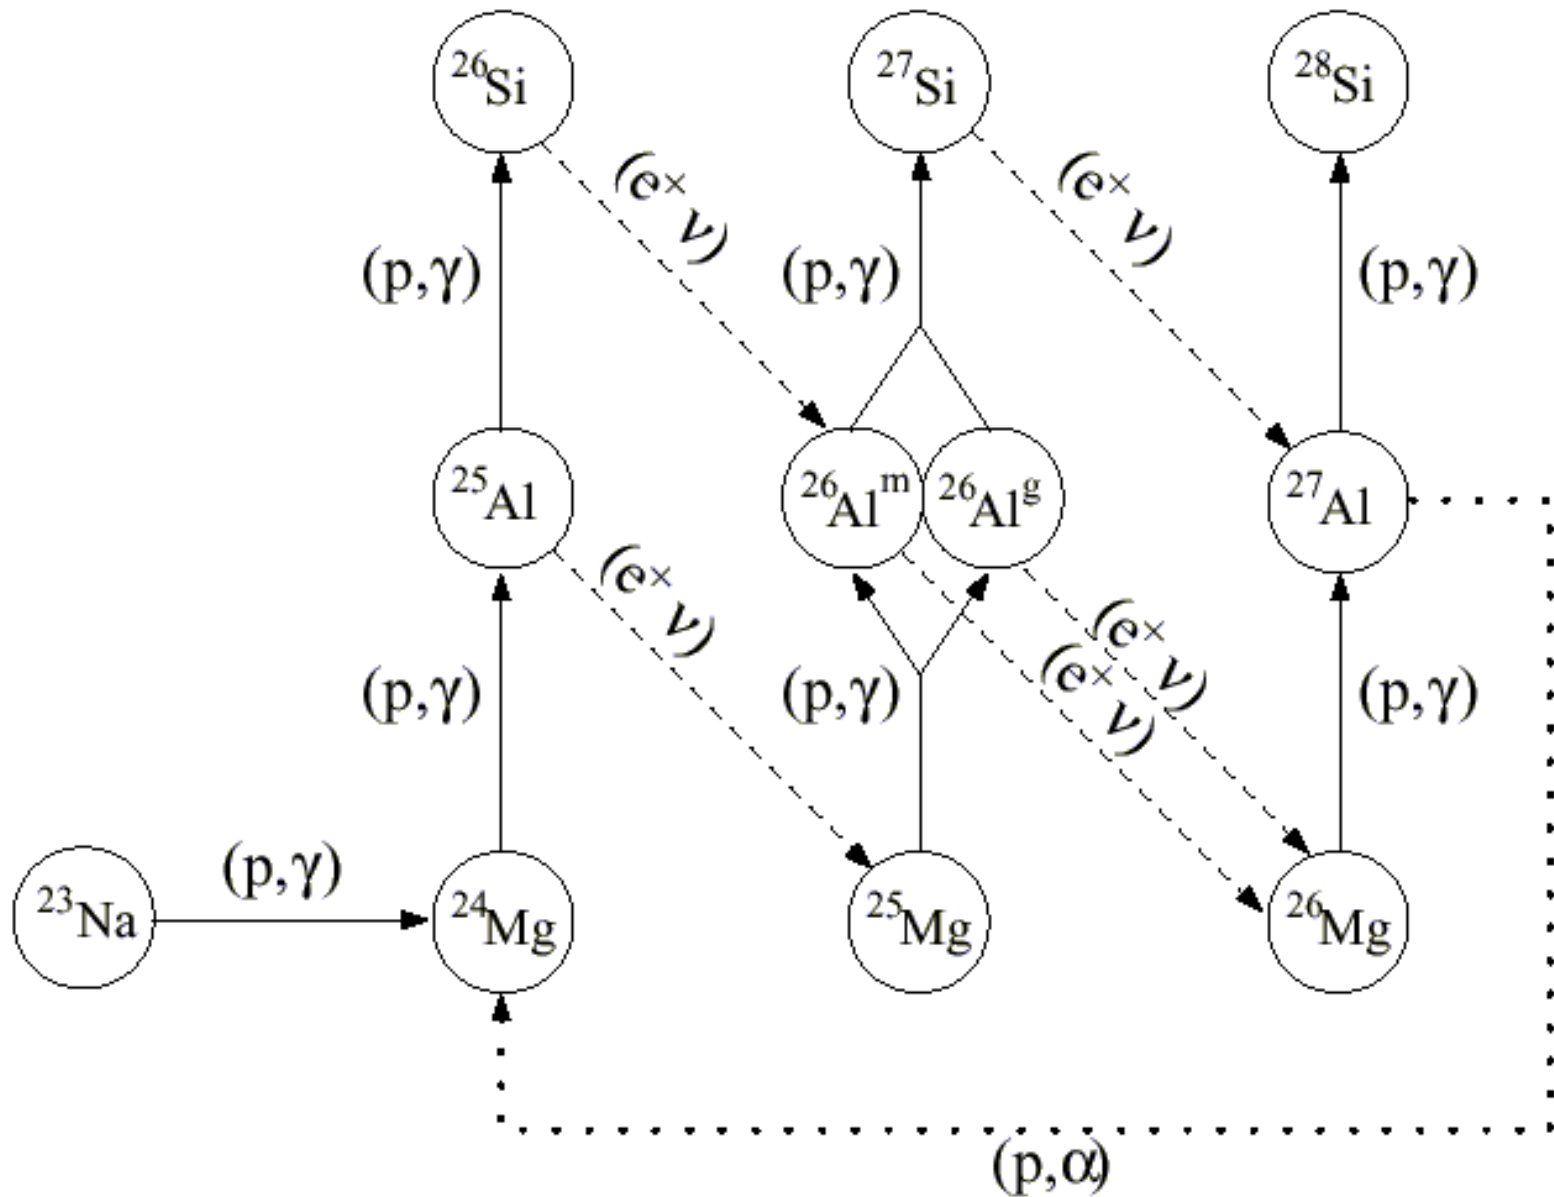 ²⁶Si
²⁷Si
²⁸Si
(e× ν)
(e× ν)
(p,γ)
(p,γ)
(p,γ)
²⁵Al
²⁶Alᵐ
²⁶Alᵍ
²⁷Al
(e× ν)
(e× ν)
(e× ν)
(p,γ)
(p,γ)
(p,γ)
(p,γ)
²³Na
²⁴Mg
²⁵Mg
²⁶Mg
(p,α)